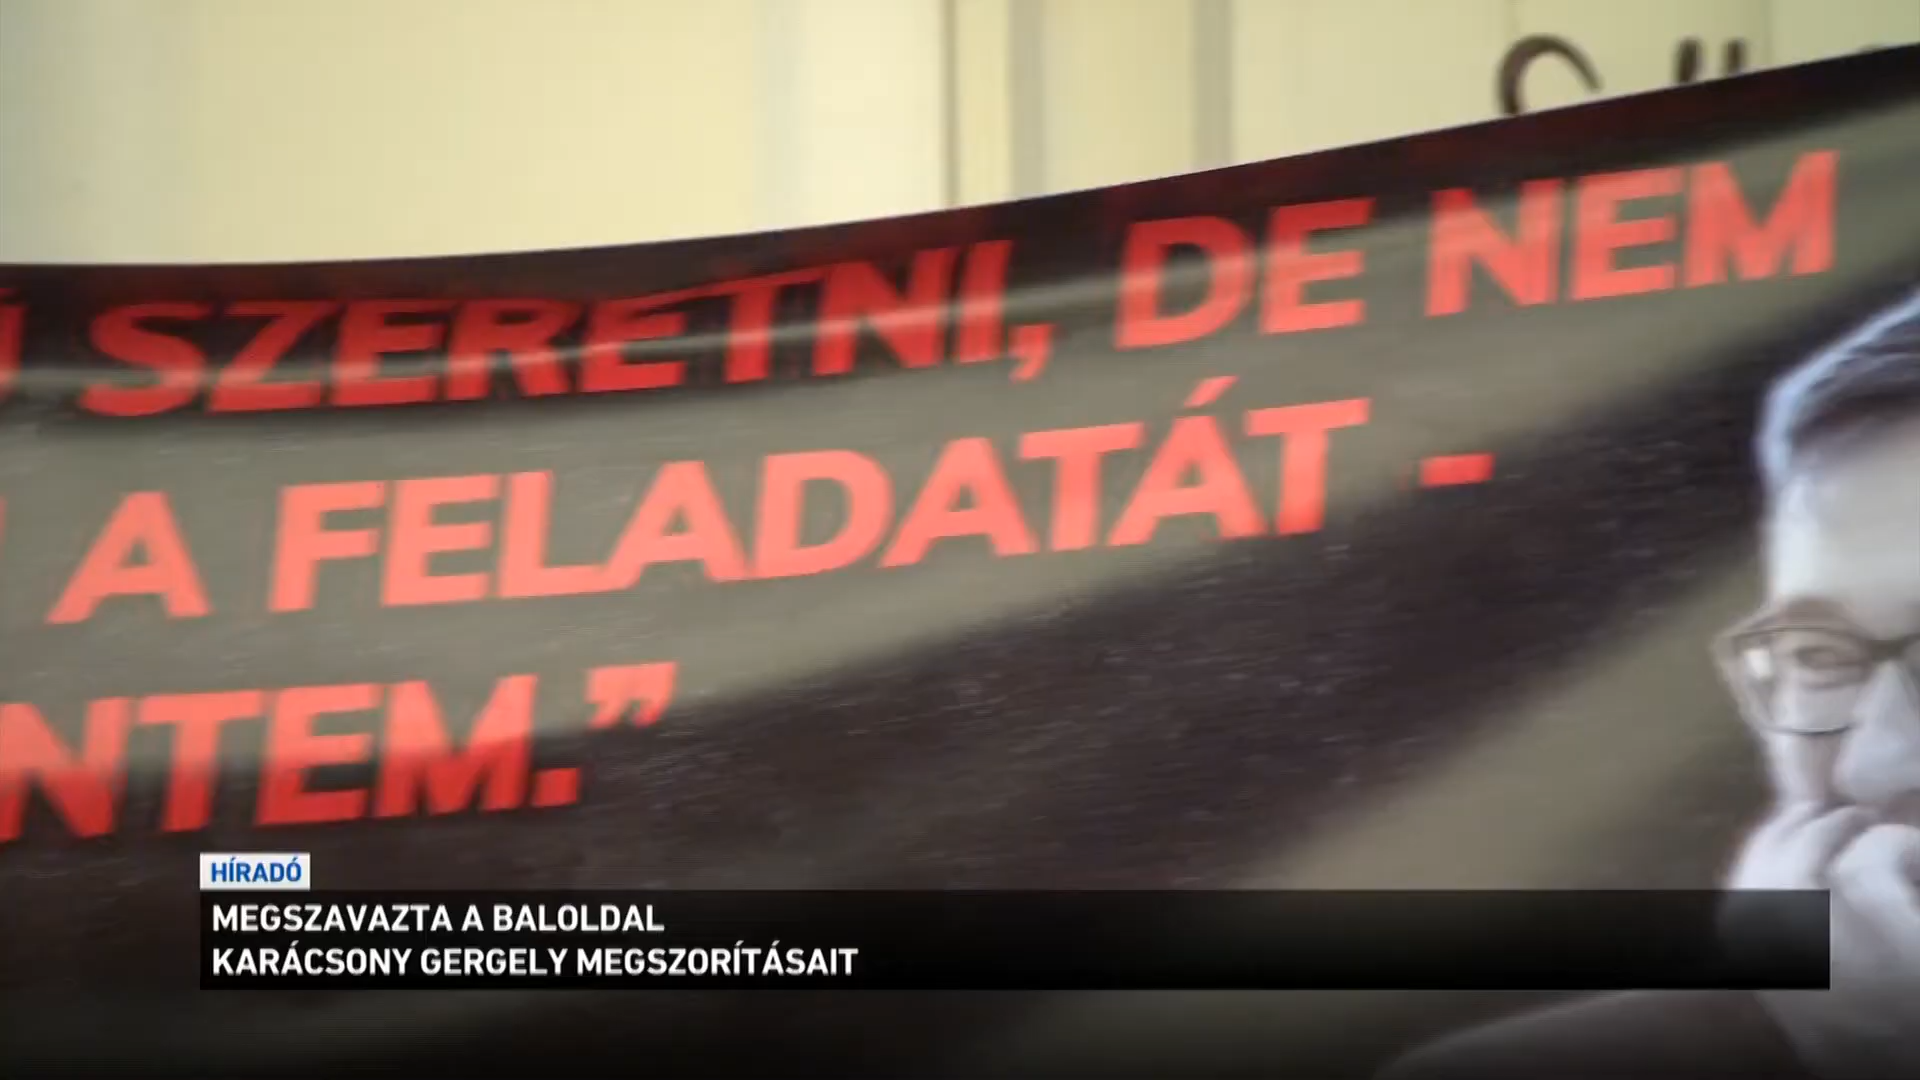 SZERETNI, DE NEM
A FELADATÁT -
NTEM.”
HÍRADÓ
MEGSZAVAZTA A BALOLDAL
KARÁCSONY GERGELY MEGSZORÍTÁSAIT